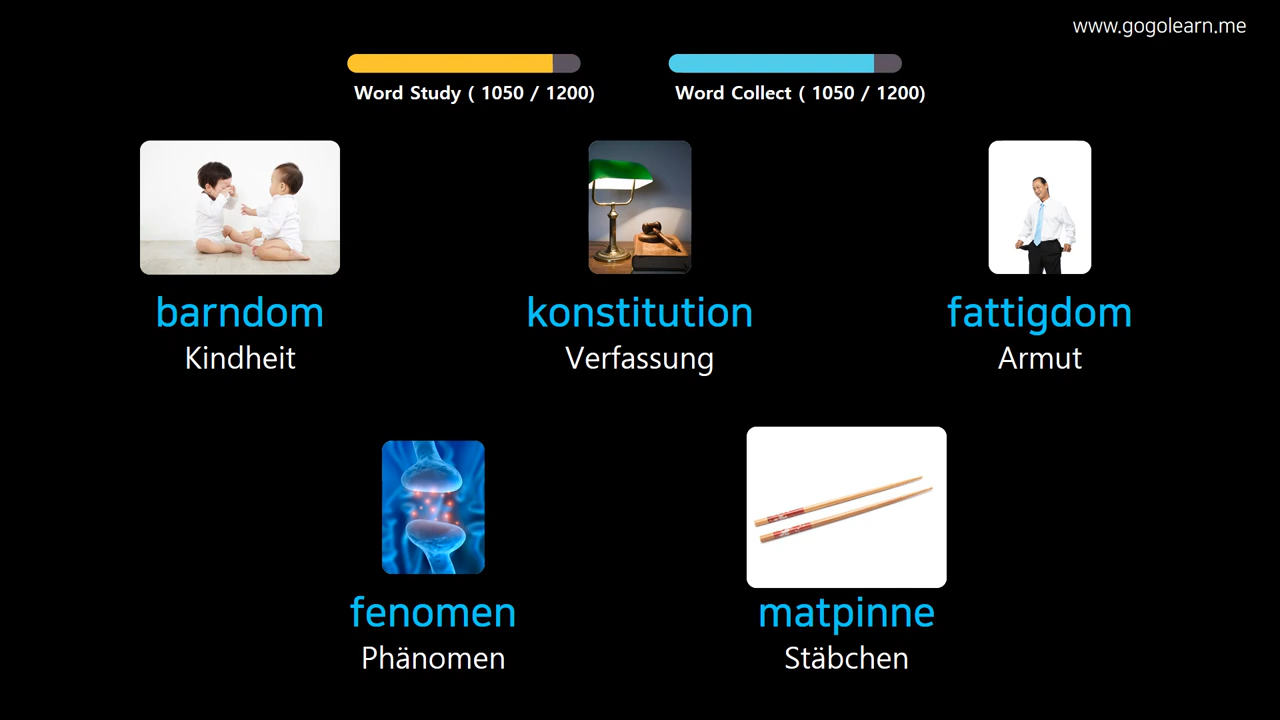 www.gogolearn.me
Word Study ( 1050 / 1200)
Word Collect ( 1050 / 1200)
barndom
Kindheit
konstitution
Verfassung
fattigdom
Armut
fenomen
Phänomen
matpinne
Stäbchen